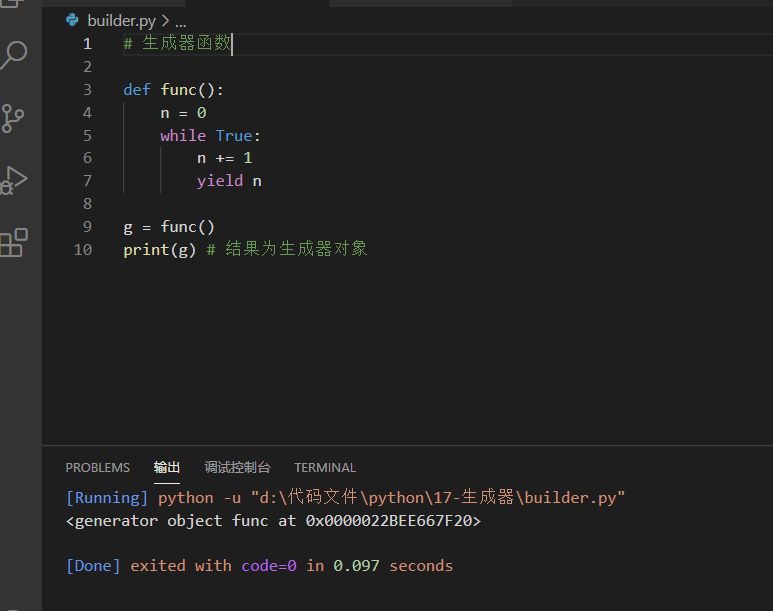 builder.py > ...
1 # 生成器函数
2
3 def func():
4 n = 0
5 while True:
6 n += 1
7 yield n
8
9 g = func()
10 print(g) # 结果为生成器对象
PROBLEMS 输出 调试控制台 TERMINAL
[Running] python -u "d:\代码文件\python\17-生成器\builder.py"
<generator object func at 0x0000022BEE667F20>
[Done] exited with code=0 in 0.097 seconds